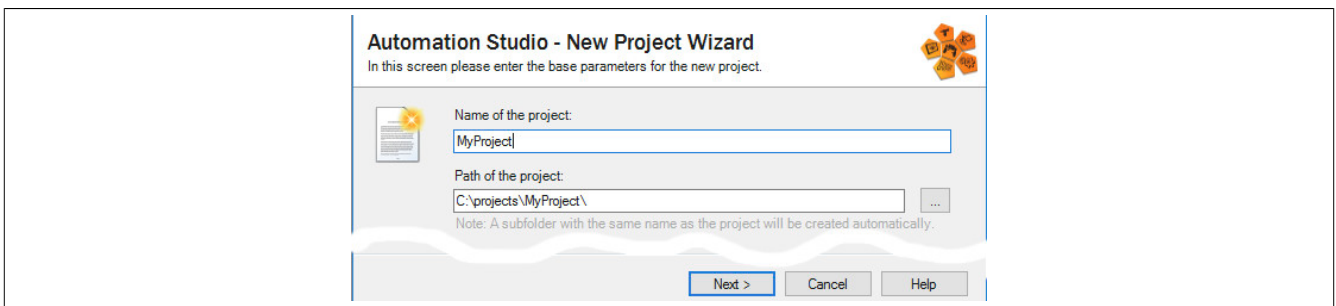 Automation Studio - New Project Wizard
In this screen please enter the base parameters for the new project.
Name of the project:
MyProject
Path of the project:
C:\projects\MyProject\
...
Note: A subfolder with the same name as the project will be created automatically.
Next >
Cancel
Help